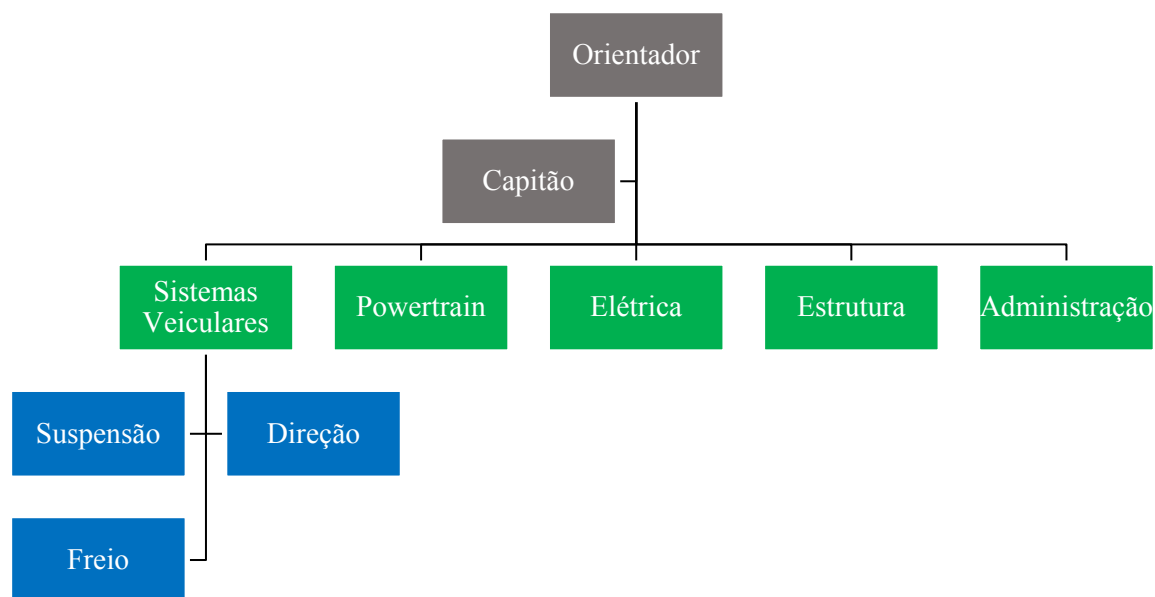 Orientador
Capitão
Sistemas
Veiculares
Powertrain
Elétrica
Estrutura
Administração
Suspensão
Direção
Freio